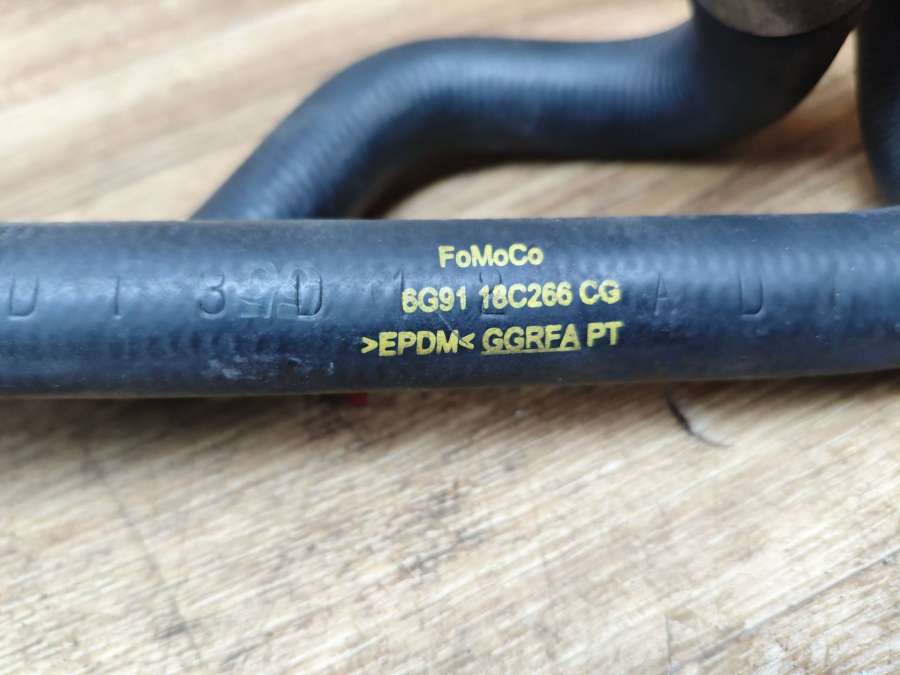 FoMoCo
6G91 18C266 CG
>EPDM< GGRFA PT